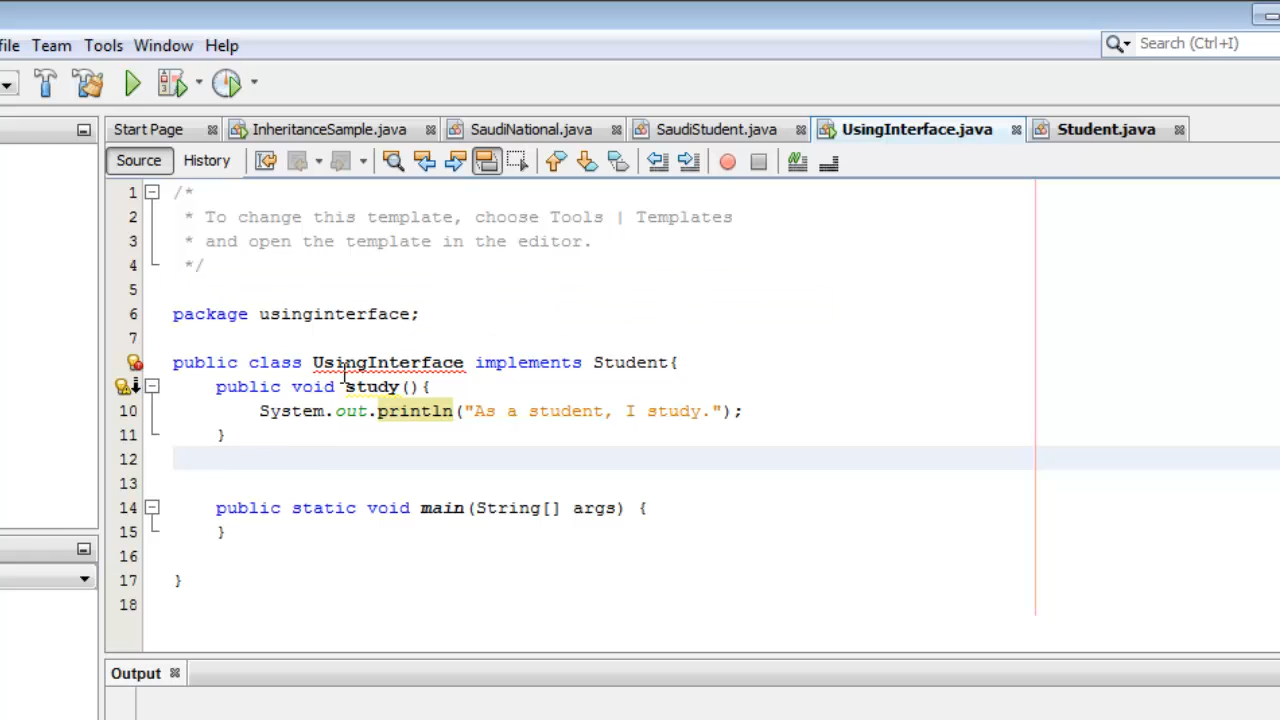 file Team Tools Window Help
Search (Ctrl+I)
Start Page InheritanceSample.java SaudiNational.java SaudiStudent.java UsingInterface.java Student.java
Source History
1 /*
2 * To change this template, choose Tools | Templates
3 * and open the template in the editor.
4 */
5
6 package usinginterface;
7
public class UsingInterface implements Student{
public void study(){
10 System.out.println("As a student, I study.");
11 }
12
13
14 public static void main(String[] args) {
15 }
16
17 }
18
Output